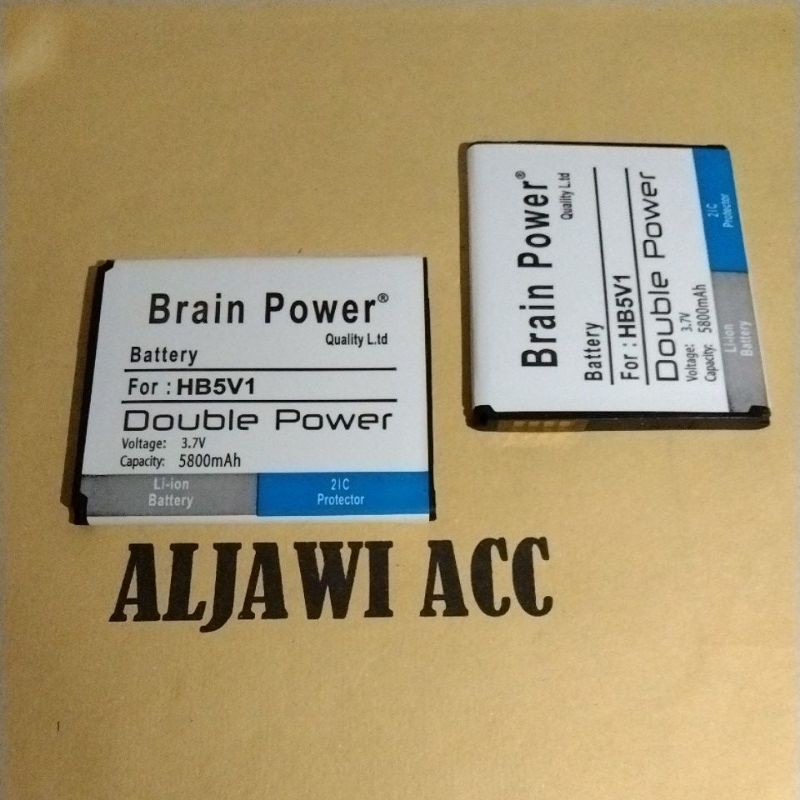 Brain Power®
Quality L.td
Battery
For : HB5V1
Double Power
Voltage: 3.7V
Capacity: 5800mAh
Li-ion
Battery
2IC
Protector
Brain Power®
Quality L.td
Battery
For : HB5V1
Double Power
Voltage: 3.7V
Capacity: 5800mAh
Li-ion
Battery
2IC
Protector
ALJAWI ACC